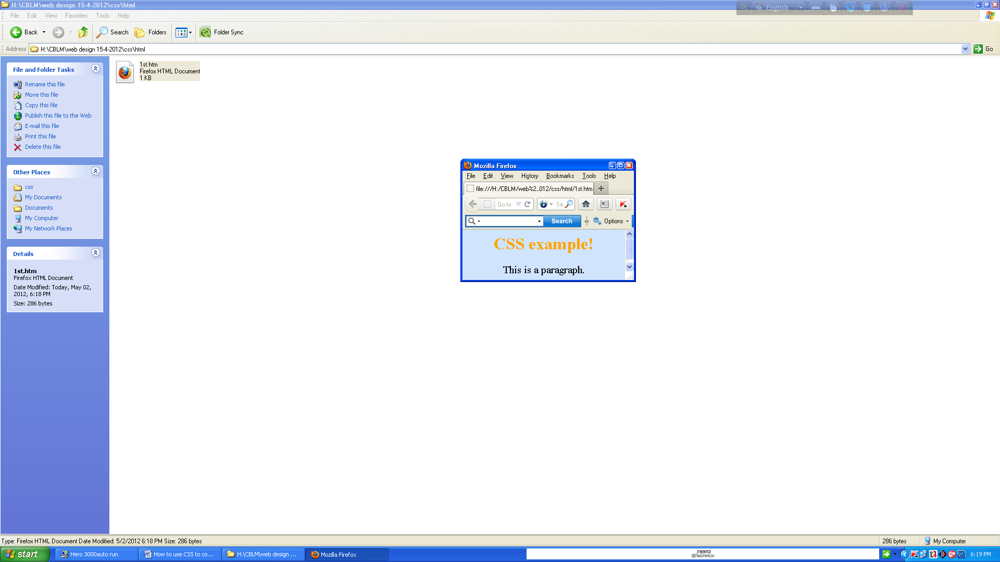 H:\CBLM\web design 15-4-2012\css\html
English
File Edit View Favorites Tools Help
Back Search Folders Folder Sync
Address H:\CBLM\web design 15-4-2012\css\html Go
File and Folder Tasks
Rename this file
Move this file
Copy this file
Publish this file to the Web
E-mail this file
Print this file
Delete this file
Other Places
css
My Documents
Documents
My Computer
My Network Places
Details
1st.htm
Firefox HTML Document
Date Modified: Today, May 02,
2012, 6:18 PM
Size: 286 bytes
1st.htm
Firefox HTML Document
1 KB
Mozilla Firefox
File Edit View History Bookmarks Tools Help
file:///H:/CBLM/web%2...012/css/html/1st.htm
Go to Se
Search Options
CSS example!
This is a paragraph.
Type: Firefox HTML Document Date Modified: 5/2/2012 6:18 PM Size: 286 bytes
286 bytes My Computer
start Hero 3000auto run How to use CSS to co... H:\CBLM\web design ... Mozilla Firefox nero SEARCH 6:19 PM